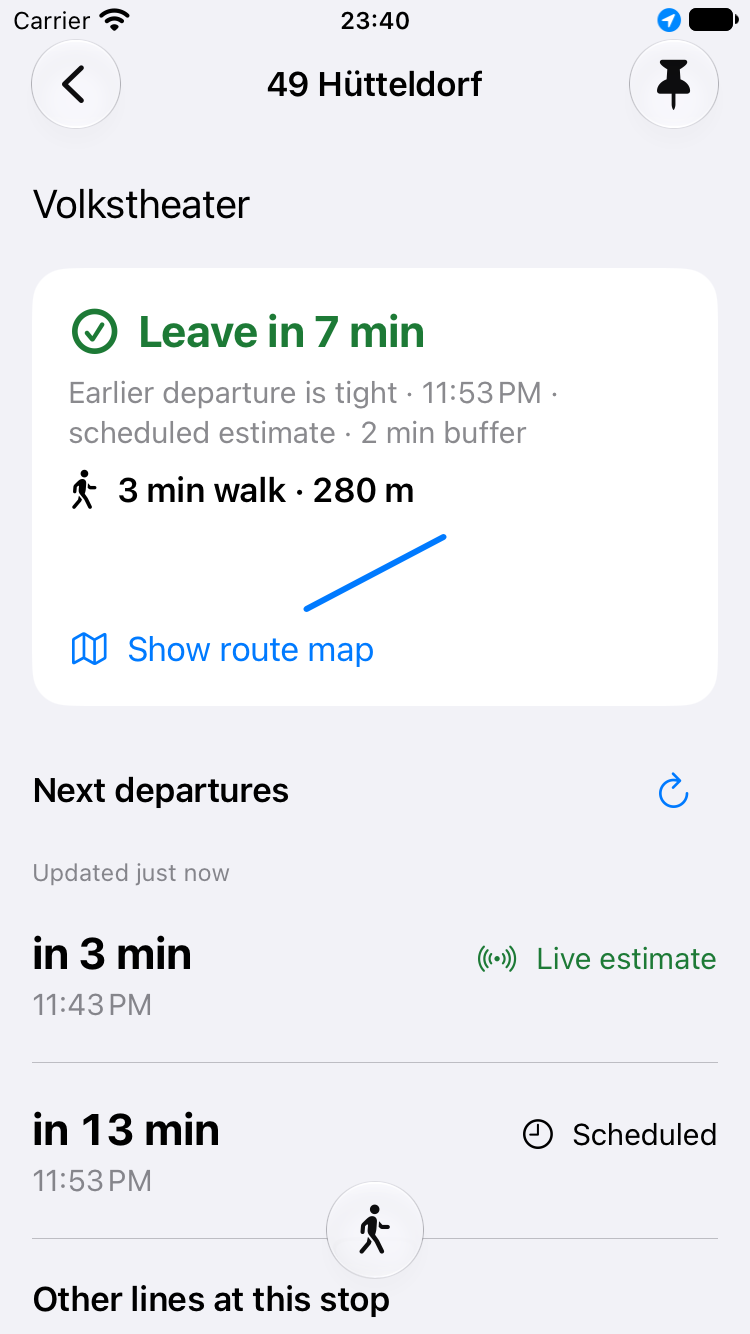 Carrier 23:40
49 Hütteldorf
Volkstheater
Leave in 7 min
Earlier departure is tight · 11:53 PM ·
scheduled estimate · 2 min buffer
3 min walk · 280 m
Show route map
Next departures
Updated just now
in 3 min
Live estimate
11:43 PM
in 13 min
Scheduled
11:53 PM
Other lines at this stop